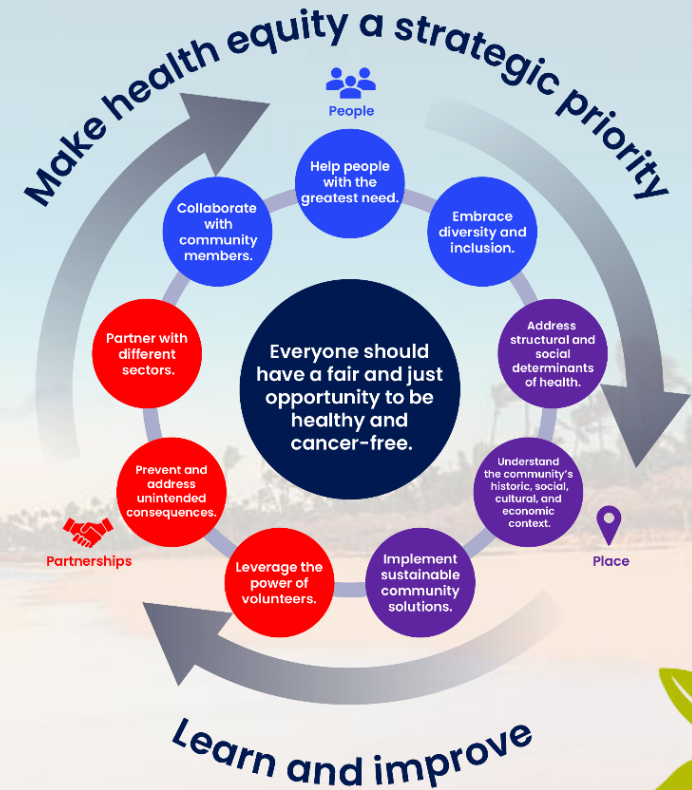 Make health equity a strategic priority
People
Help people
with the
greatest need.
Embrace
diversity and
inclusion.
Address
structural and
social
determinants
of health.
Understand
the community's
historic, social,
cultural, and
economic
context.
Place
Implement
sustainable
community
solutions.
Leverage the
power of
volunteers.
Prevent and
address
unintended
consequences.
Partnerships
Partner with
different
sectors.
Collaborate
with
community
members.
Everyone should
have a fair and just
opportunity to be
healthy and
cancer-free.
Learn and improve